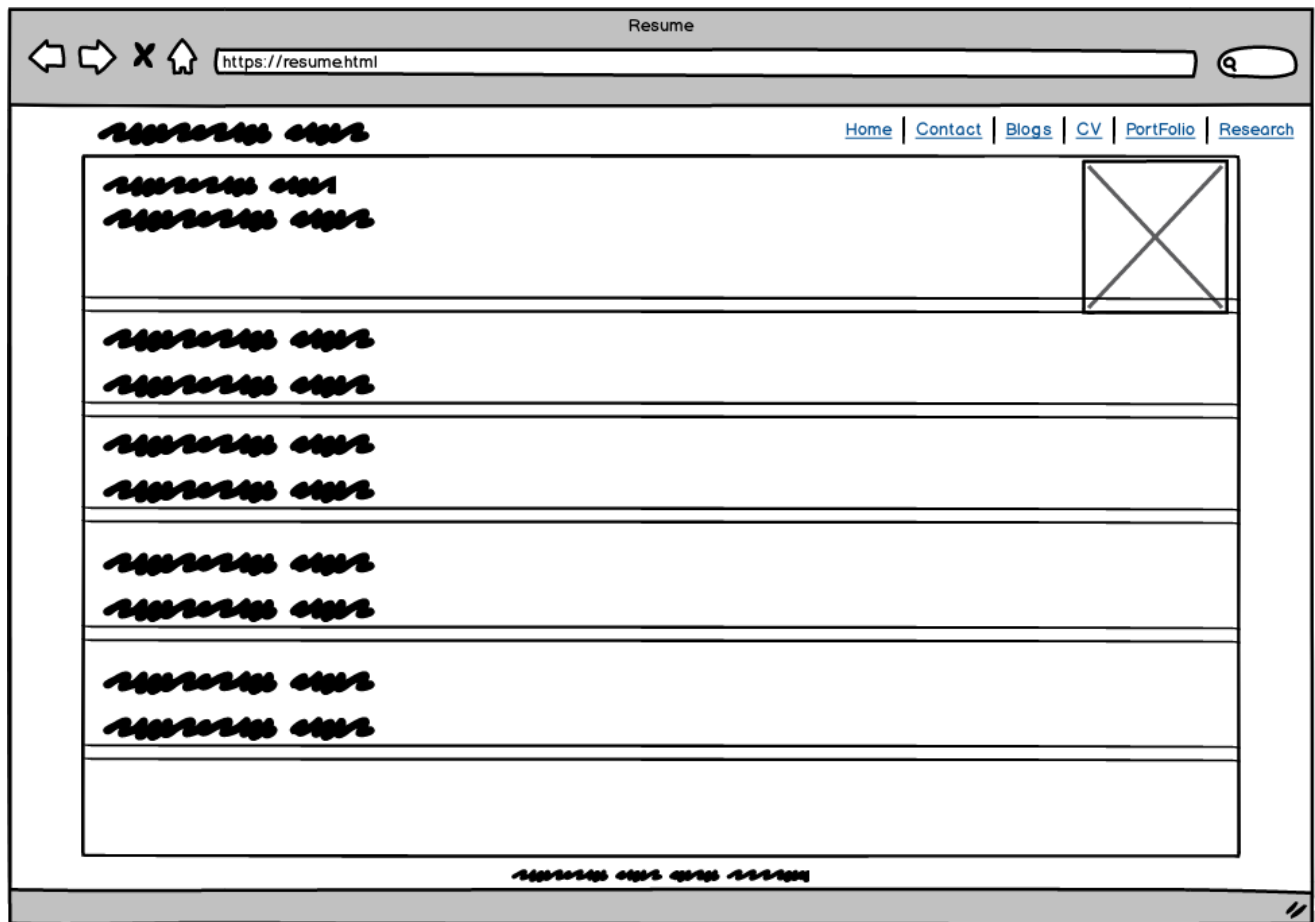 Resume
https://resume.html
Home | Contact | Blogs | CV | PortFolio | Research